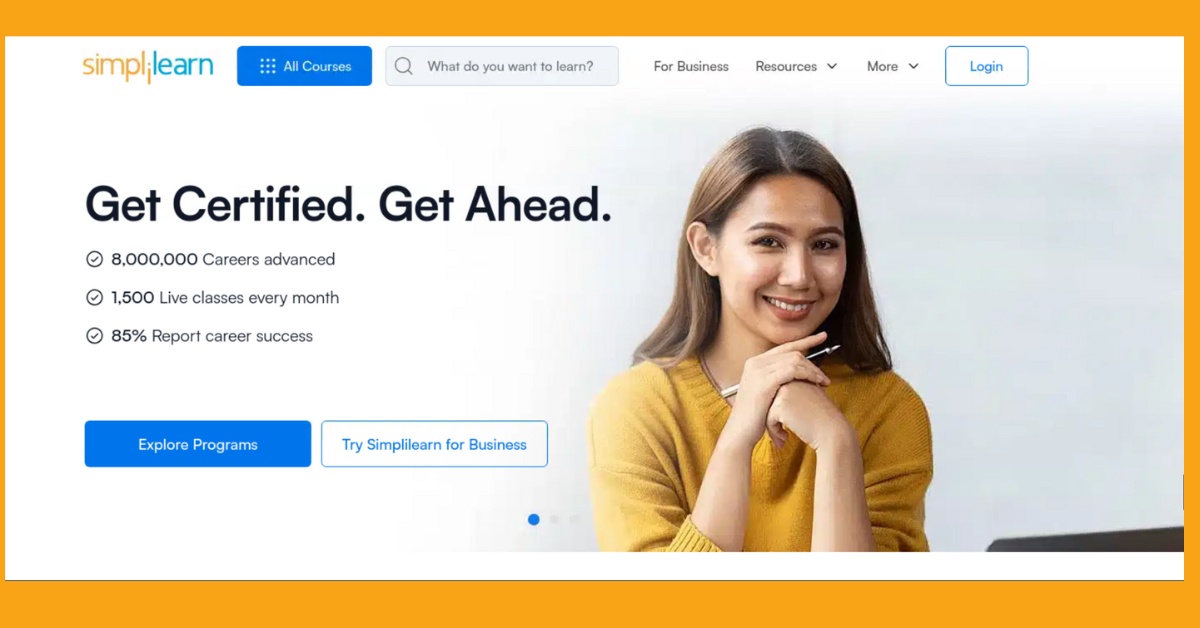 simplilearn
All Courses
What do you want to learn?
For Business
Resources
More
Login
Get Certified. Get Ahead.
8,000,000 Careers advanced
1,500 Live classes every month
85% Report career success
Explore Programs
Try Simplilearn for Business